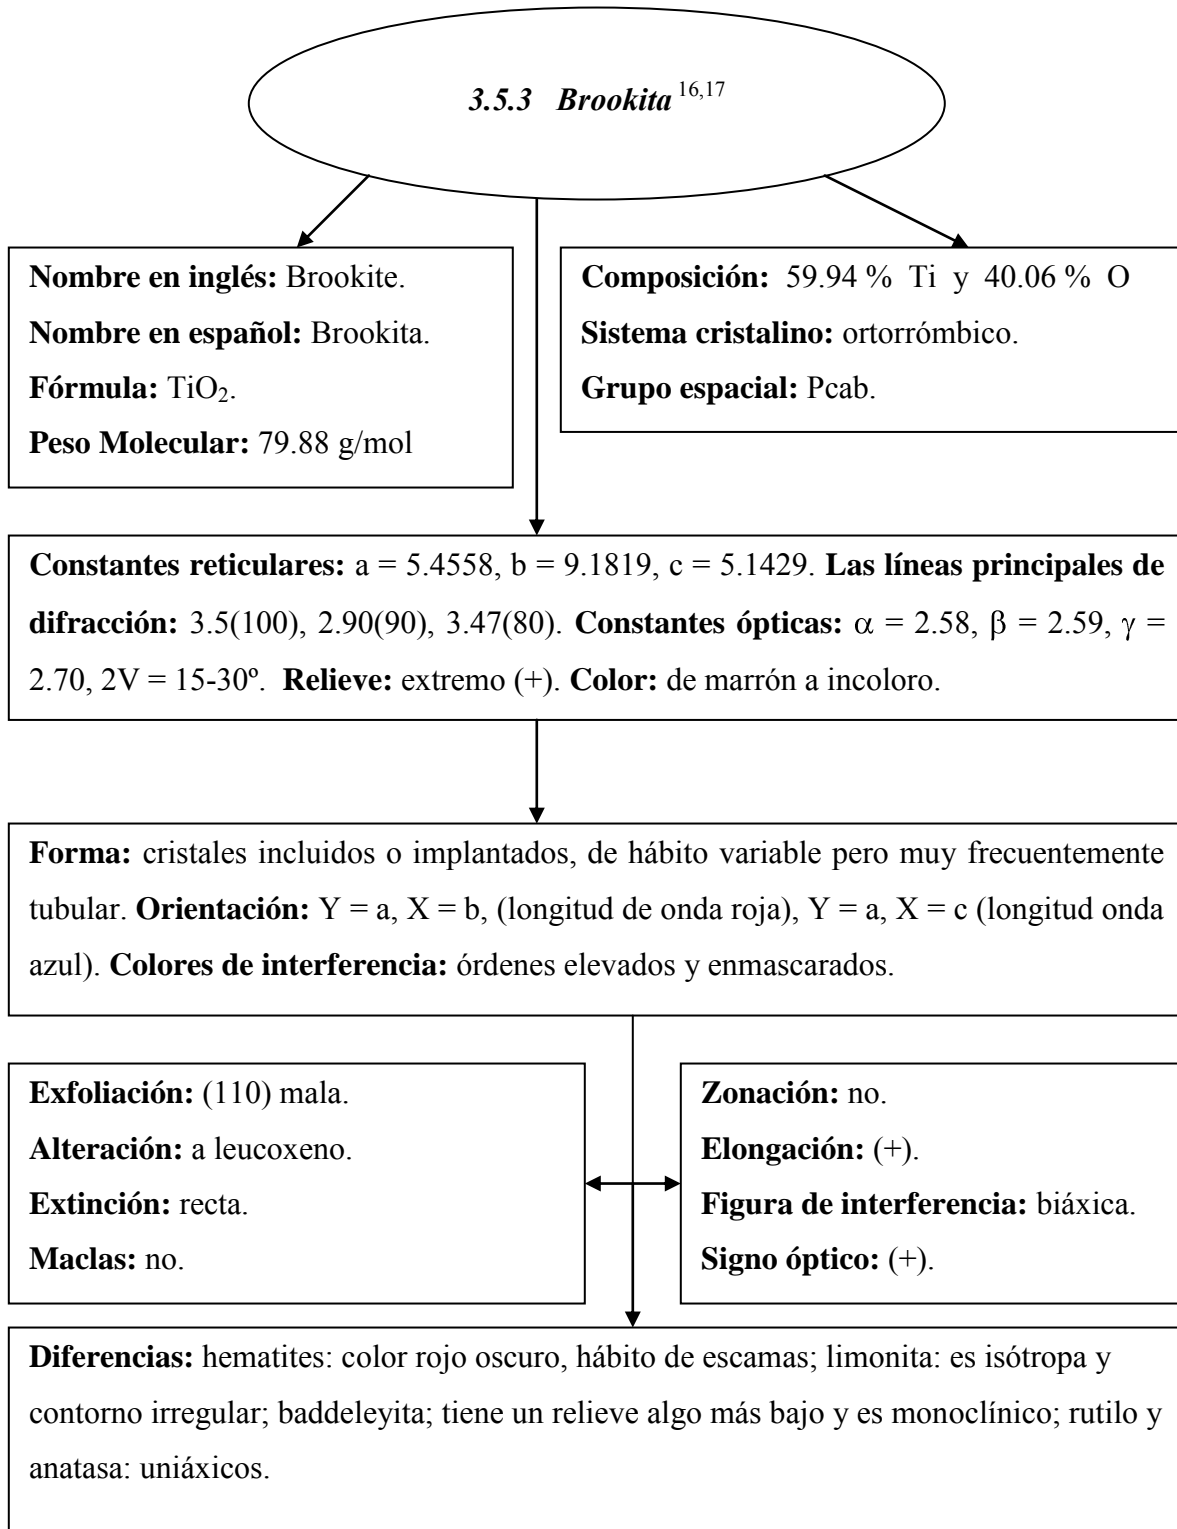 3.5.3 Brookita 16,17
Nombre en inglés: Brookite.
Nombre en español: Brookita.
Fórmula: TiO2.
Peso Molecular: 79.88 g/mol
Composición: 59.94 % Ti y 40.06 % O
Sistema cristalino: ortorrómbico.
Grupo espacial: Pcab.
Constantes reticulares: a = 5.4558, b = 9.1819, c = 5.1429. Las líneas principales de
difracción: 3.5(100), 2.90(90), 3.47(80). Constantes ópticas: α = 2.58, β = 2.59, γ =
2.70, 2V = 15-30º. Relieve: extremo (+). Color: de marrón a incoloro.
Forma: cristales incluidos o implantados, de hábito variable pero muy frecuentemente
tubular. Orientación: Y = a, X = b, (longitud de onda roja), Y = a, X = c (longitud onda
azul). Colores de interferencia: órdenes elevados y enmascarados.
Exfoliación: (110) mala.
Alteración: a leucoxeno.
Extinción: recta.
Maclas: no.
Zonación: no.
Elongación: (+).
Figura de interferencia: biáxica.
Signo óptico: (+).
Diferencias: hematites: color rojo oscuro, hábito de escamas; limonita: es isótropa y
contorno irregular; baddeleyita; tiene un relieve algo más bajo y es monoclínico; rutilo y
anatasa: uniáxicos.